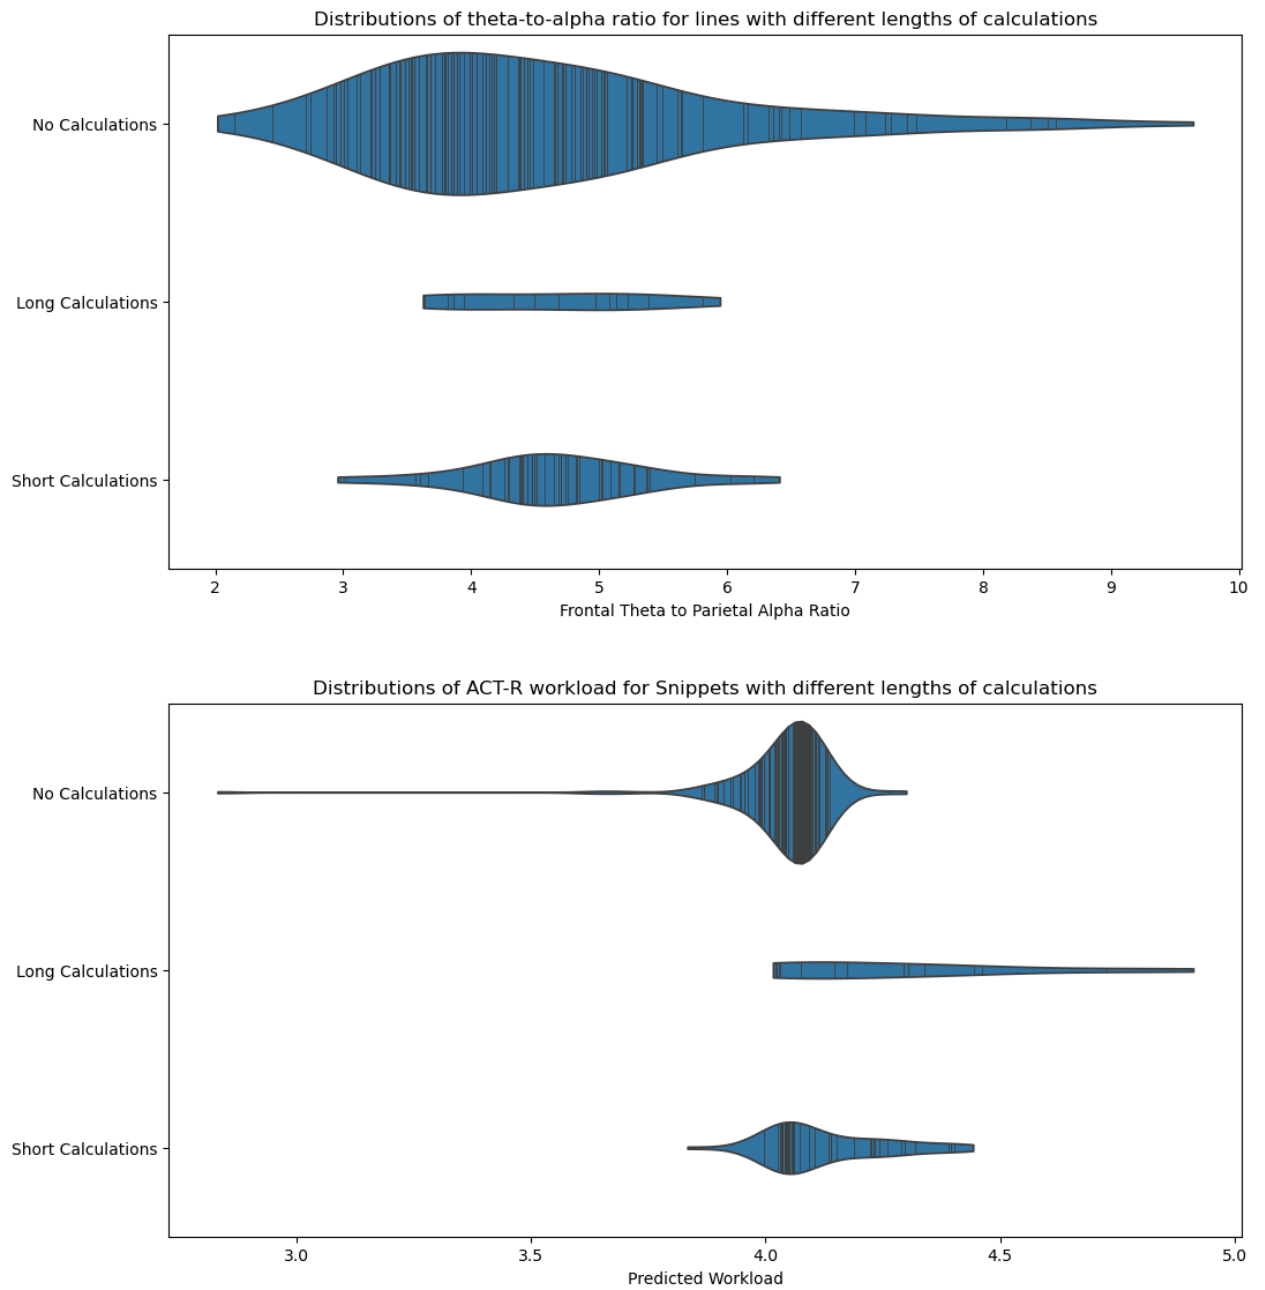 Distributions of theta-to-alpha ratio for lines with different lengths of calculations
No Calculations
Long Calculations
Short Calculations
2 3 4 5 6 7 8 9 10
Frontal Theta to Parietal Alpha Ratio
Distributions of ACT-R workload for Snippets with different lengths of calculations
No Calculations
Long Calculations
Short Calculations
3.0 3.5 4.0 4.5 5.0
Predicted Workload